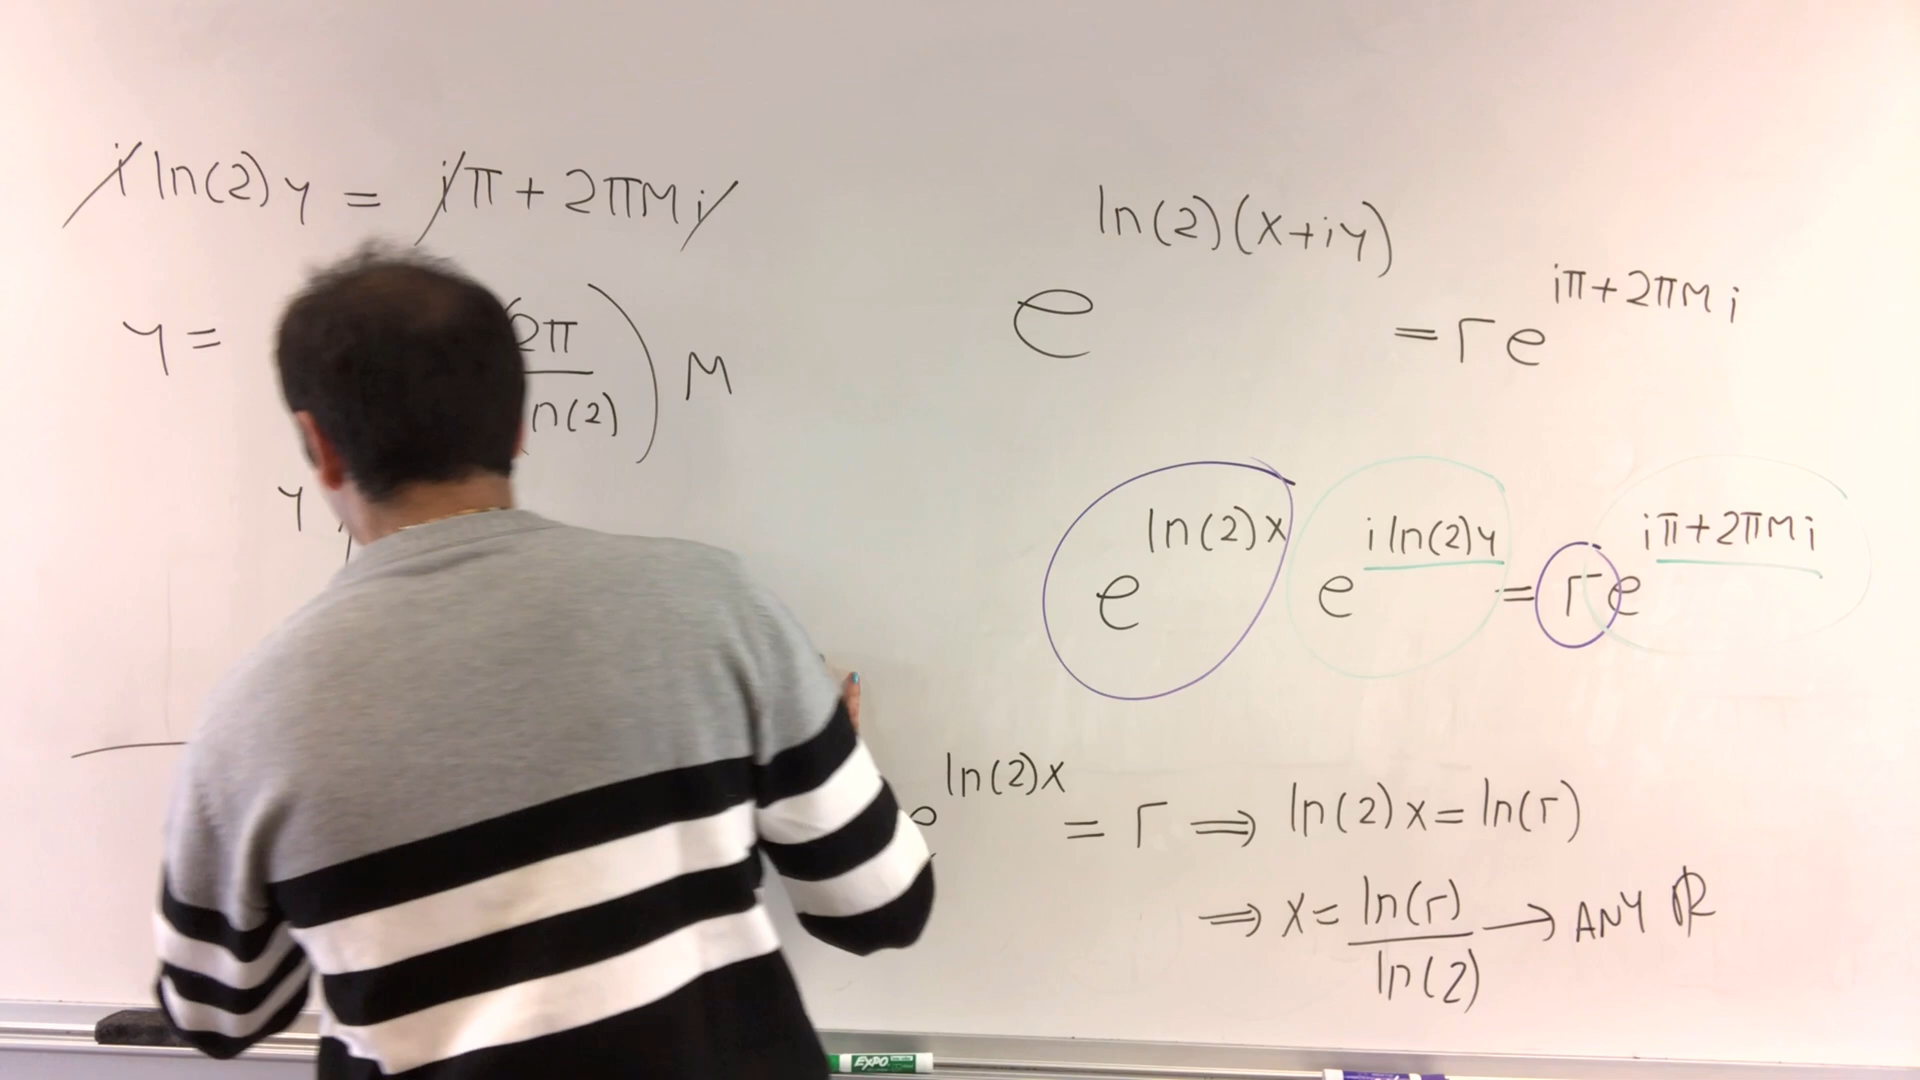 i ln(2) y = iπ + 2πM i
y = 2π / n(2) ) M
y
e^{ln(2)(x+iy)} = r e^{iπ+2πM i}
e^{ln(2)x} e^{i ln(2)y} = r e^{iπ+2πM i}
e^{ln(2)x} = r ⇒ ln(2) x = ln(r)
⇒ x = ln(r) / ln(2) → ANY ℝ
EXPO